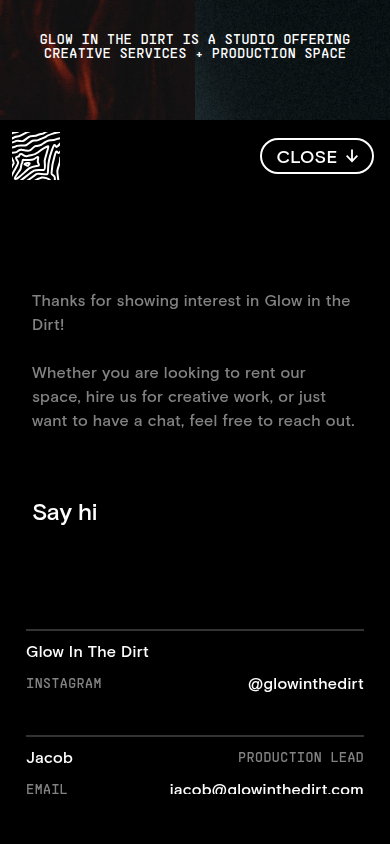 GLOW IN THE DIRT IS A STUDIO OFFERING
CREATIVE SERVICES + PRODUCTION SPACE
CLOSE ↓
Thanks for showing interest in Glow in the
Dirt!
Whether you are looking to rent our
space, hire us for creative work, or just
want to have a chat, feel free to reach out.
Say hi
Glow In The Dirt
INSTAGRAM @glowinthedirt
Jacob PRODUCTION LEAD
EMAIL jacob@glowinthedirt.com